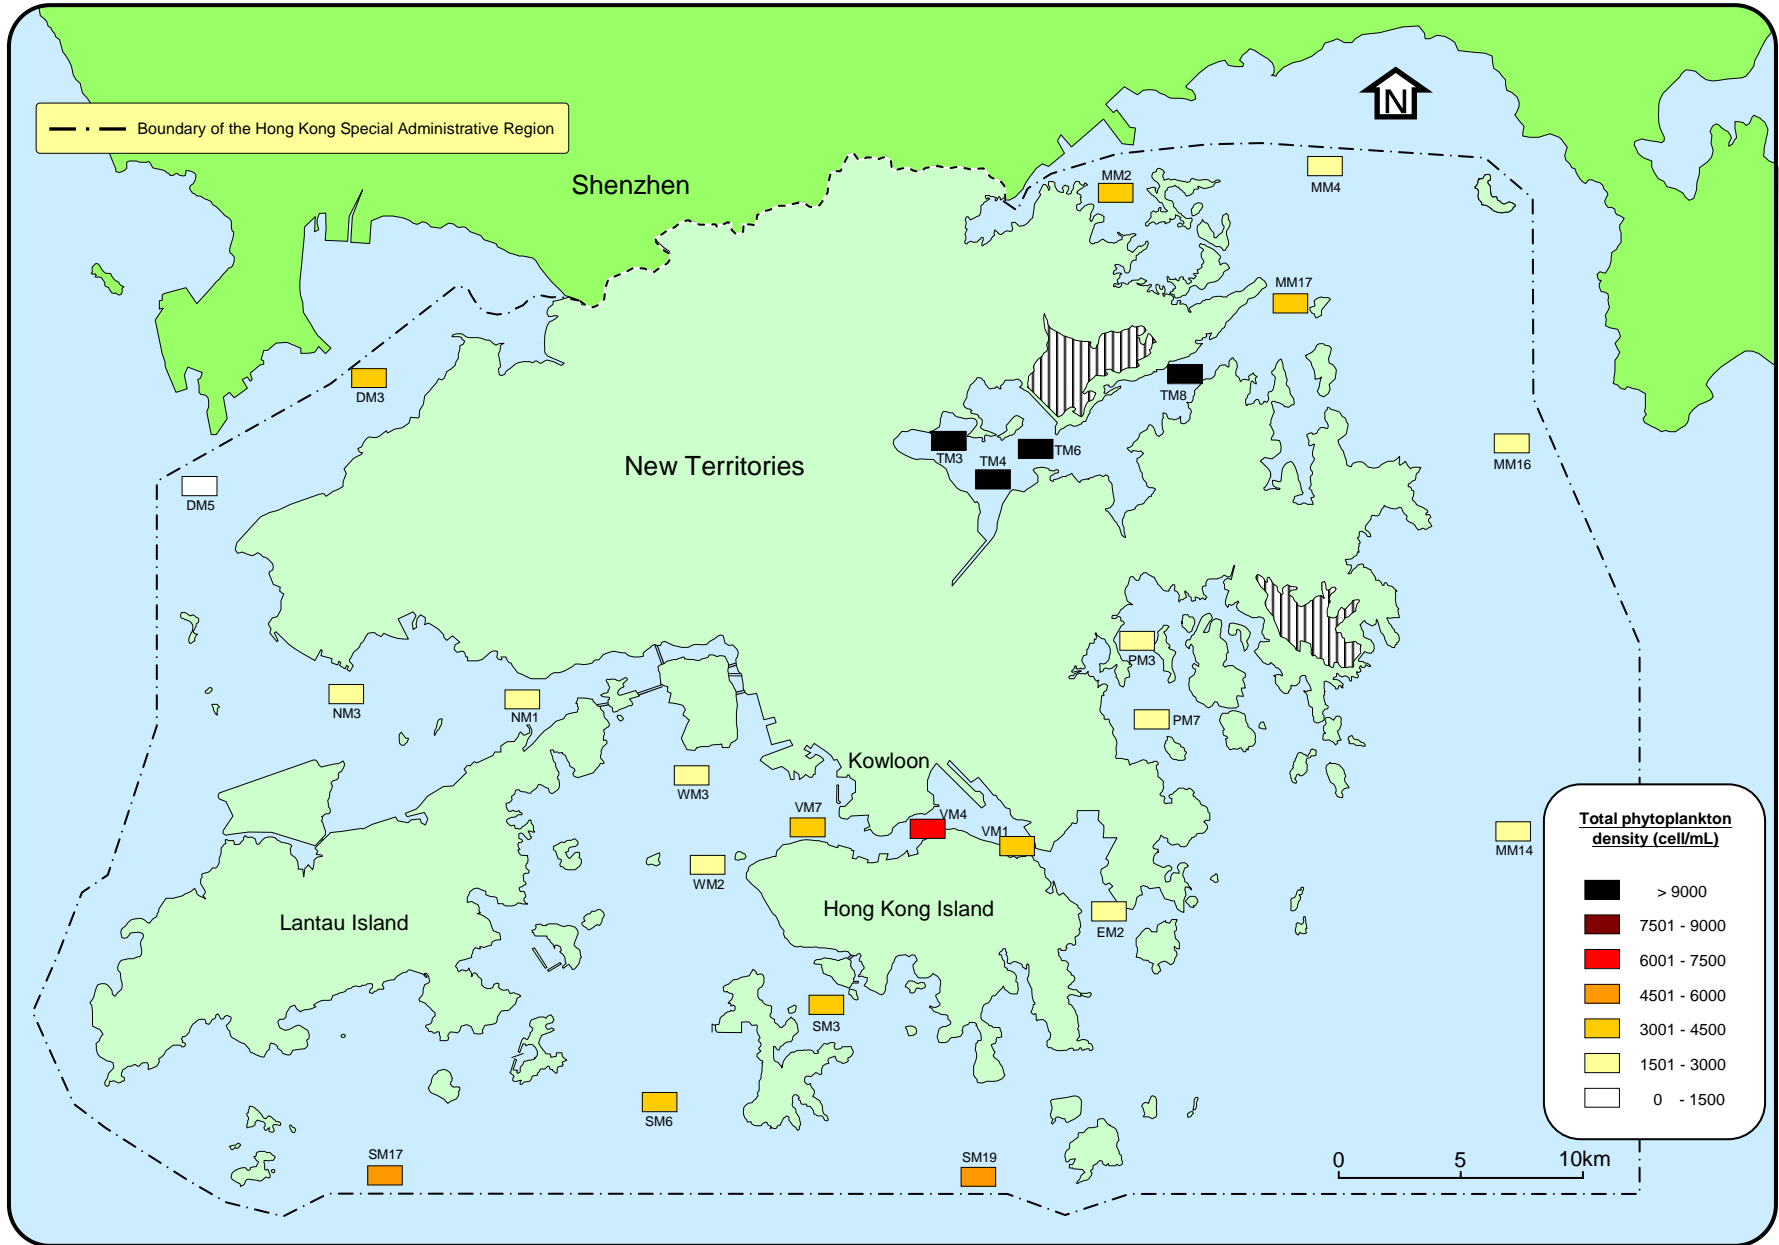 N
Boundary of the Hong Kong Special Administrative Region
Shenzhen
MM2
MM4
MM17
DM3
TM8
TM3
TM4
TM6
New Territories
MM16
DM5
PM3
NM3
NM1
PM7
Kowloon
WM3
VM7
VM4
VM1
MM14
WM2
Lantau Island
Hong Kong Island
EM2
SM3
SM6
SM17
SM19
Total phytoplankton
density (cell/mL)
> 9000
7501 - 9000
6001 - 7500
4501 - 6000
3001 - 4500
1501 - 3000
0 - 1500
0 5 10km